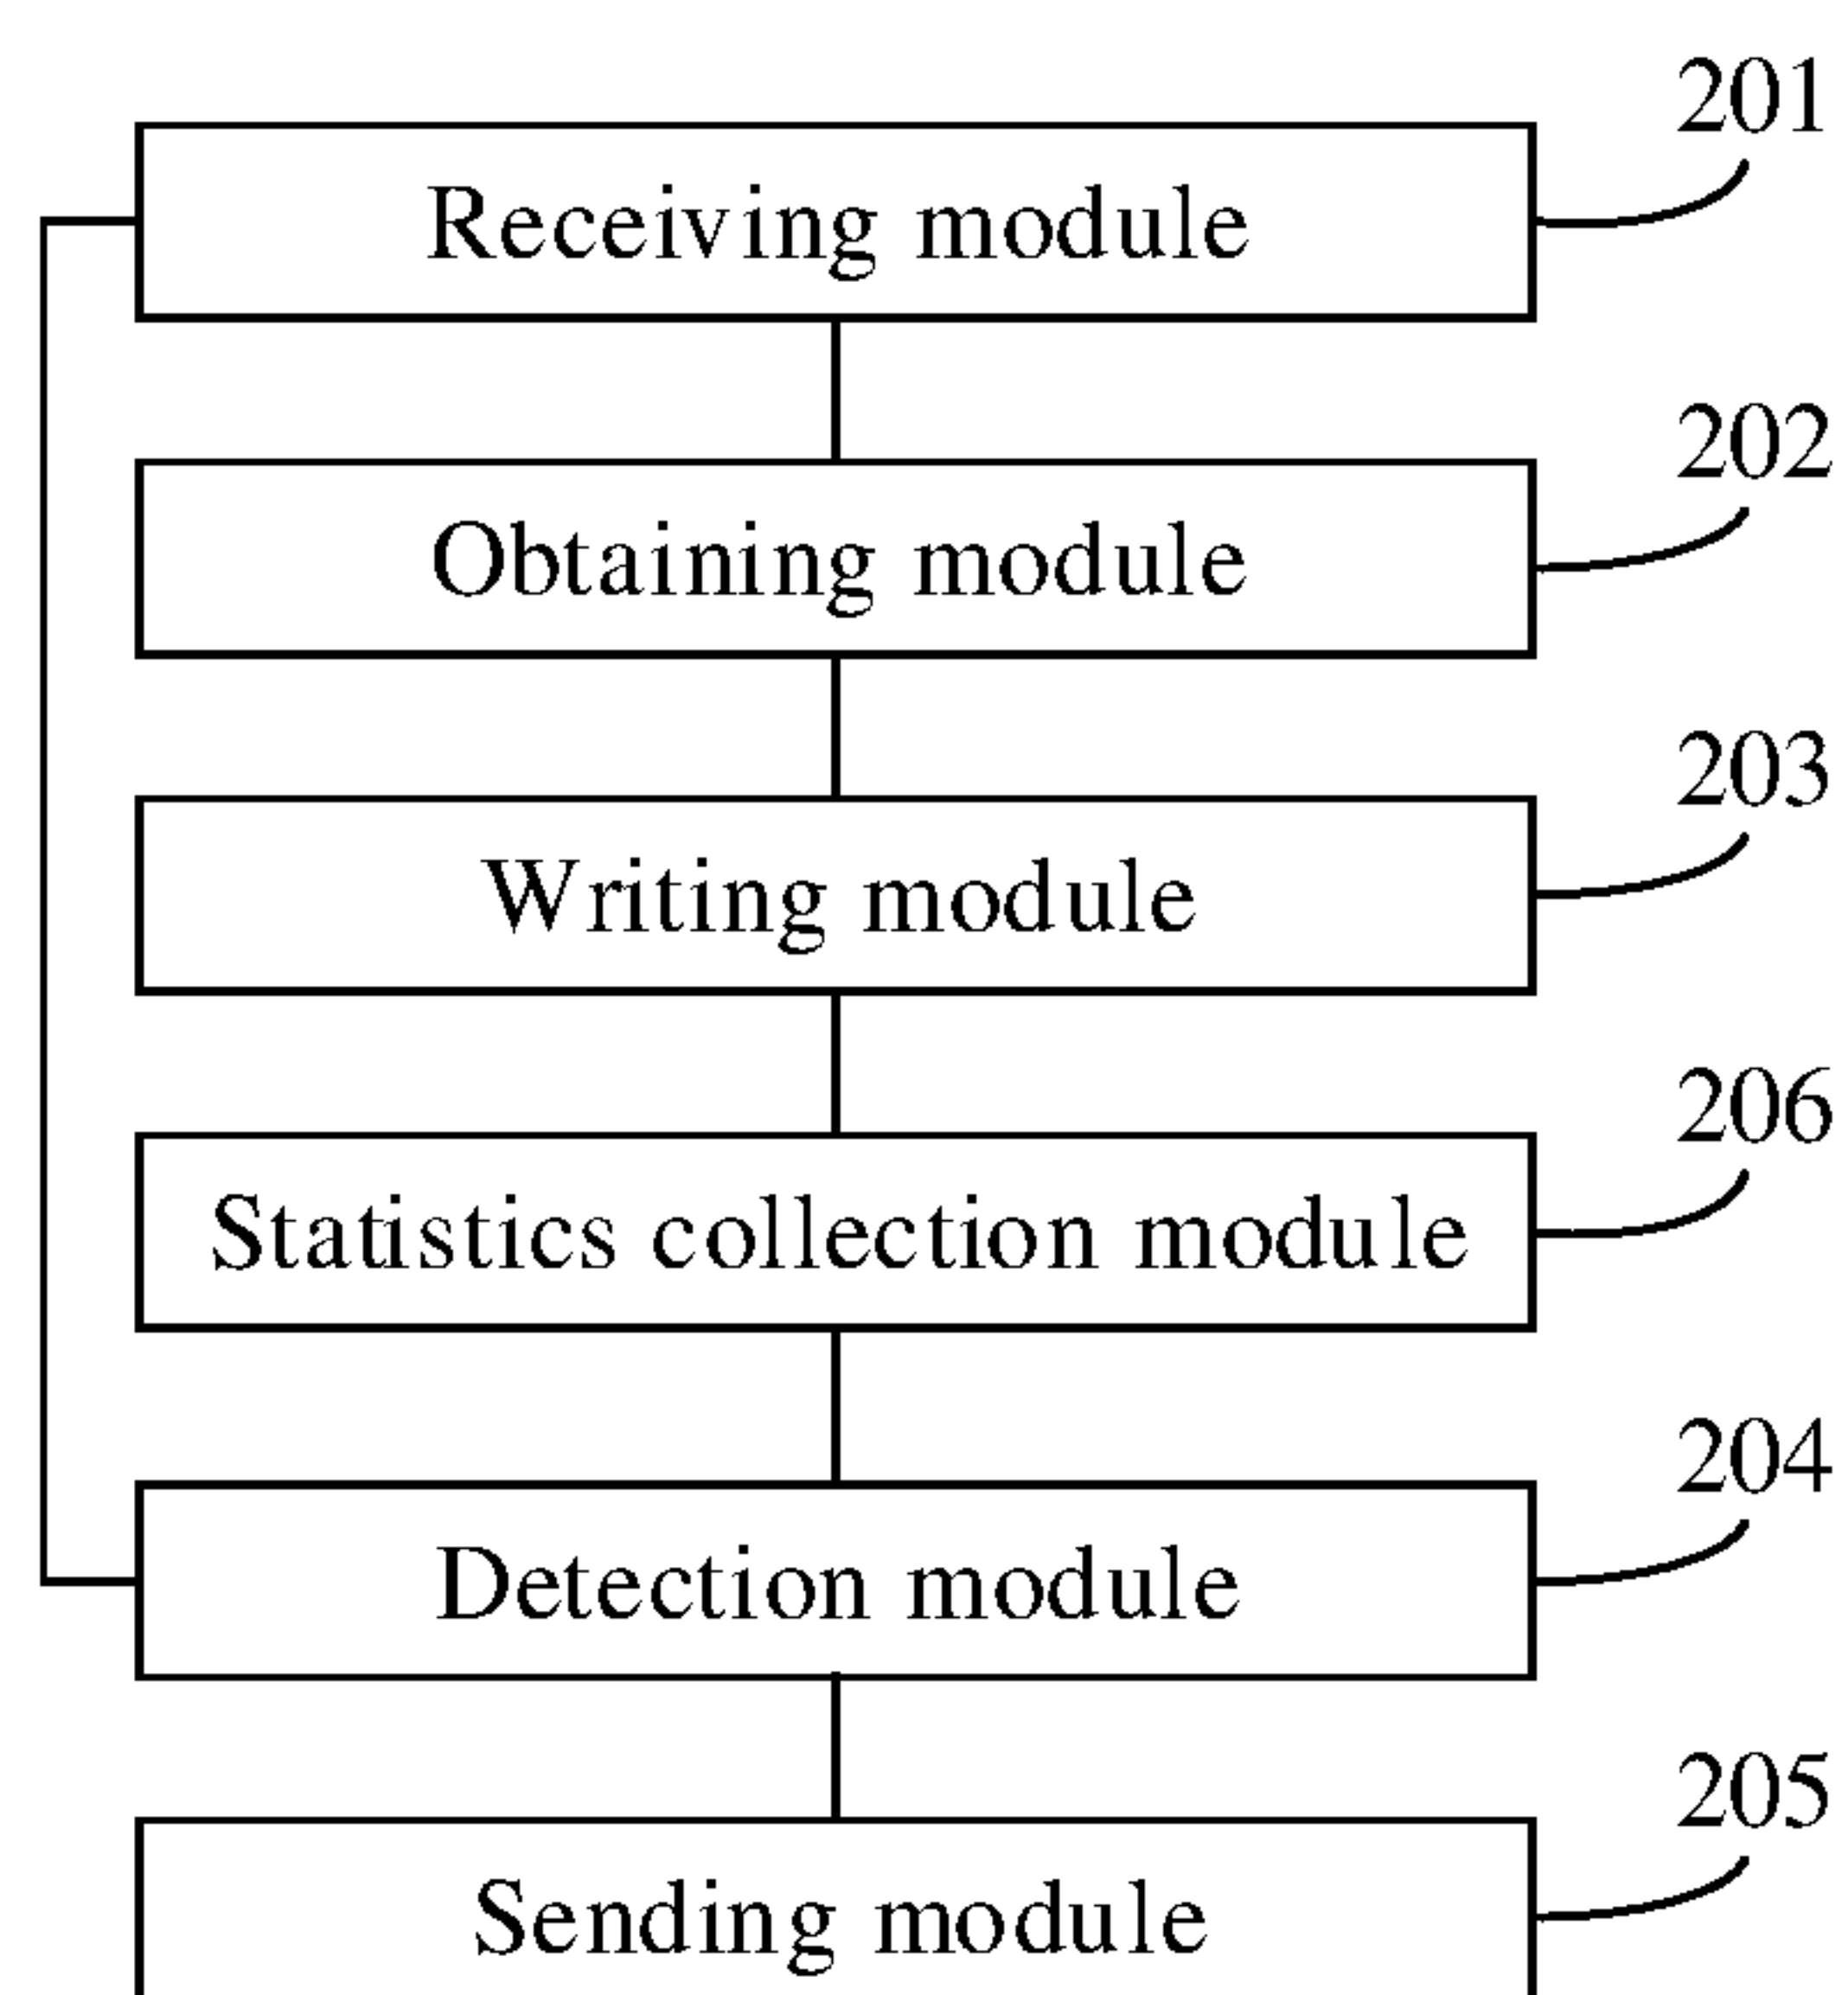 201
Receiving module
202
Obtaining module
203
Writing module
206
Statistics collection module
204
Detection module
205
Sending module